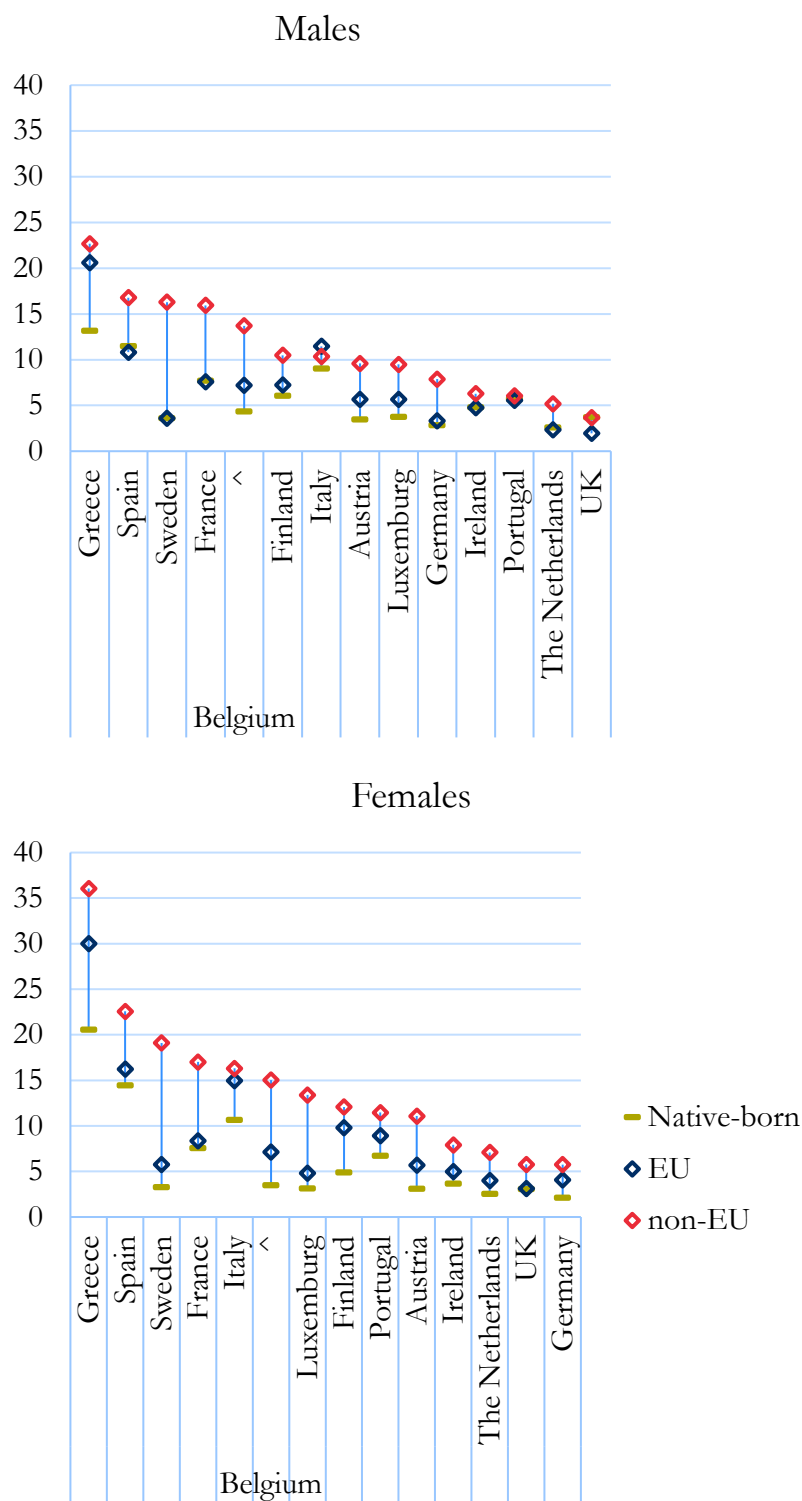 Males
40
35
30
25
20
15
10
5
0
Greece
Spain
Sweden
France
^
Finland
Italy
Austria
Luxemburg
Germany
Ireland
Portugal
The Netherlands
UK
Belgium
Females
40
35
30
25
20
15
10
5
0
Native-born
EU
non-EU
Greece
Spain
Sweden
France
Italy
^
Luxemburg
Finland
Portugal
Austria
Ireland
The Netherlands
UK
Germany
Belgium